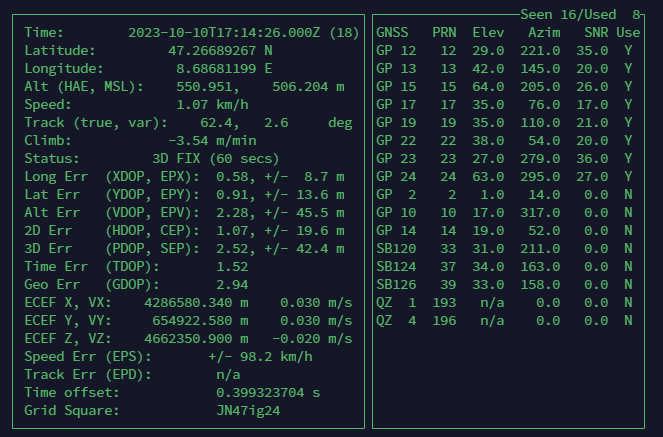 Seen 16/Used 8
Time: 2023-10-10T17:14:26.000Z (18)
Latitude: 47.26689267 N
Longitude: 8.68681199 E
Alt (HAE, MSL): 550.951, 506.204 m
Speed: 1.07 km/h
Track (true, var): 62.4, 2.6 deg
Climb: -3.54 m/min
Status: 3D FIX (60 secs)
Long Err (XDOP, EPX): 0.58, +/- 8.7 m
Lat Err (YDOP, EPY): 0.91, +/- 13.6 m
Alt Err (VDOP, EPV): 2.28, +/- 45.5 m
2D Err (HDOP, CEP): 1.07, +/- 19.6 m
3D Err (PDOP, SEP): 2.52, +/- 42.4 m
Time Err (TDOP): 1.52
Geo Err (GDOP): 2.94
ECEF X, VX: 4286580.340 m 0.030 m/s
ECEF Y, VY: 654922.580 m 0.030 m/s
ECEF Z, VZ: 4662350.900 m -0.020 m/s
Speed Err (EPS): +/- 98.2 km/h
Track Err (EPD): n/a
Time offset: 0.399323704 s
Grid Square: JN47ig24
GNSS PRN Elev Azim SNR Use
GP 12 12 29.0 221.0 35.0 Y
GP 13 13 42.0 145.0 20.0 Y
GP 15 15 64.0 205.0 26.0 Y
GP 17 17 35.0 76.0 17.0 Y
GP 19 19 35.0 110.0 21.0 Y
GP 22 22 38.0 54.0 20.0 Y
GP 23 23 27.0 279.0 36.0 Y
GP 24 24 63.0 295.0 27.0 Y
GP 2 2 1.0 14.0 0.0 N
GP 10 10 17.0 317.0 0.0 N
GP 14 14 19.0 52.0 0.0 N
SB120 33 31.0 211.0 0.0 N
SB124 37 34.0 163.0 0.0 N
SB126 39 33.0 158.0 0.0 N
QZ 1 193 n/a 0.0 0.0 N
QZ 4 196 n/a 0.0 0.0 N